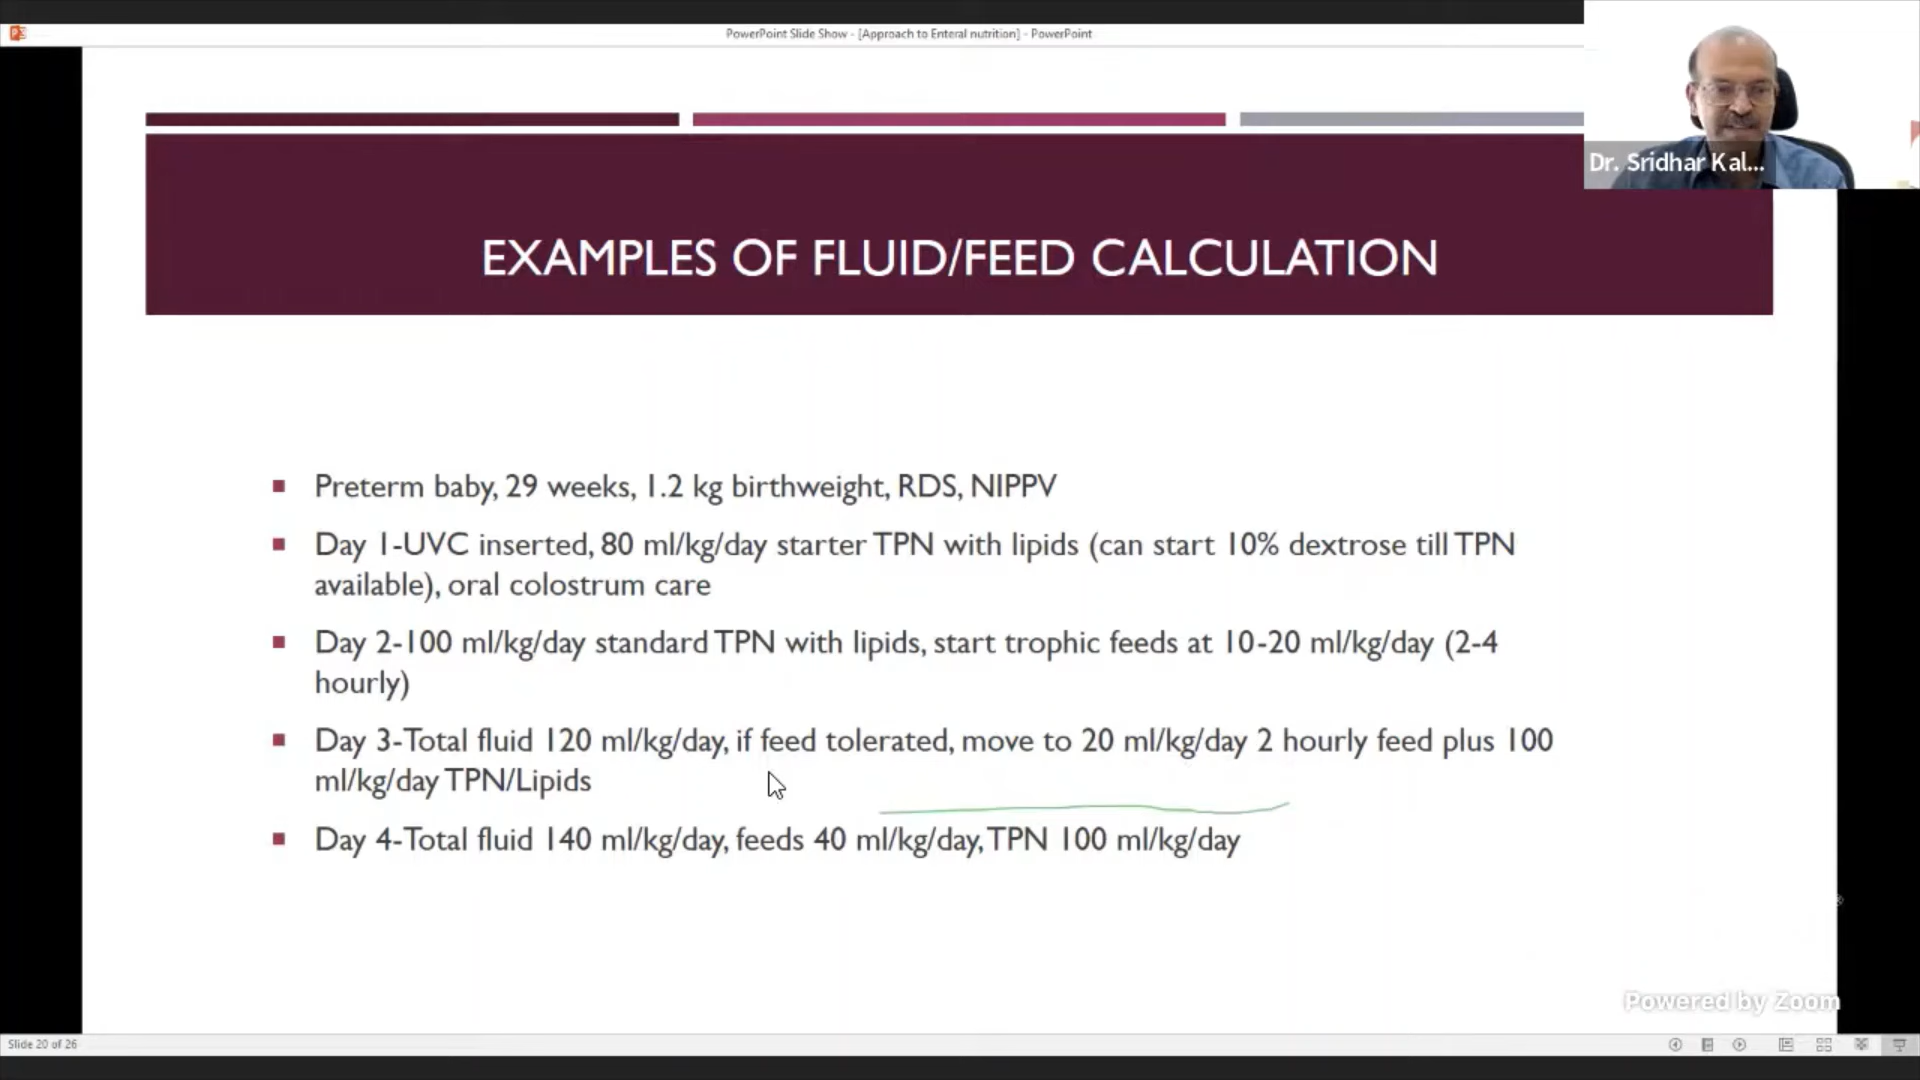 PowerPoint Slide Show - [Approach to Enteral nutrition] - PowerPoint
Dr. Sridhar Kal...
EXAMPLES OF FLUID/FEED CALCULATION
Preterm baby, 29 weeks, 1.2 kg birthweight, RDS, NIPPV
Day 1-UVC inserted, 80 ml/kg/day starter TPN with lipids (can start 10% dextrose till TPN
available), oral colostrum care
Day 2-100 ml/kg/day standard TPN with lipids, start trophic feeds at 10-20 ml/kg/day (2-4
hourly)
Day 3-Total fluid 120 ml/kg/day, if feed tolerated, move to 20 ml/kg/day 2 hourly feed plus 100
ml/kg/day TPN/Lipids
Day 4-Total fluid 140 ml/kg/day, feeds 40 ml/kg/day, TPN 100 ml/kg/day
Powered by Zoom
Slide 20 of 26